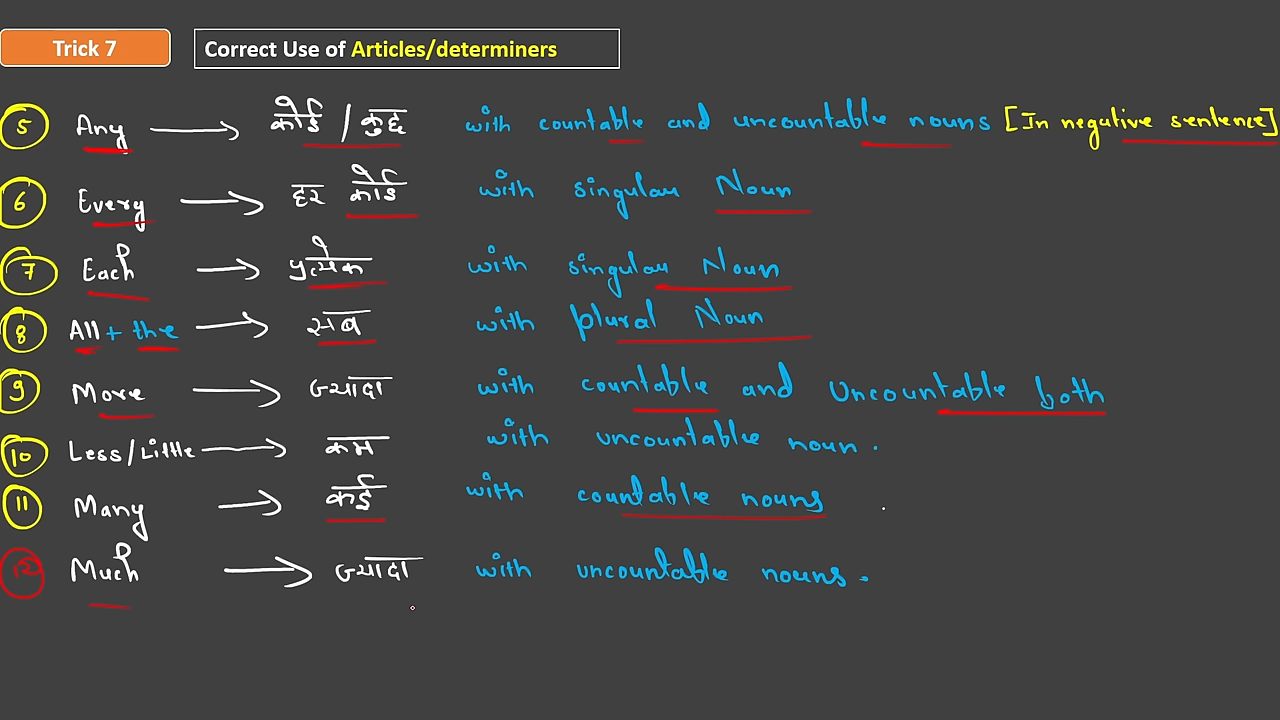 Trick 7
Correct Use of Articles/determiners
5 Any → कोई / कुछ with countable and uncountable nouns [In negative sentence]
6 Every → हर कोई with singular Noun
7 Each → प्रत्येक with singular Noun
8 All + the → सब with plural Noun
9 More → ज्यादा with countable and Uncountable both
10 Less/Little → कम with uncountable noun.
11 Many → कई with countable nouns
12 Much → ज्यादा with uncountable nouns.